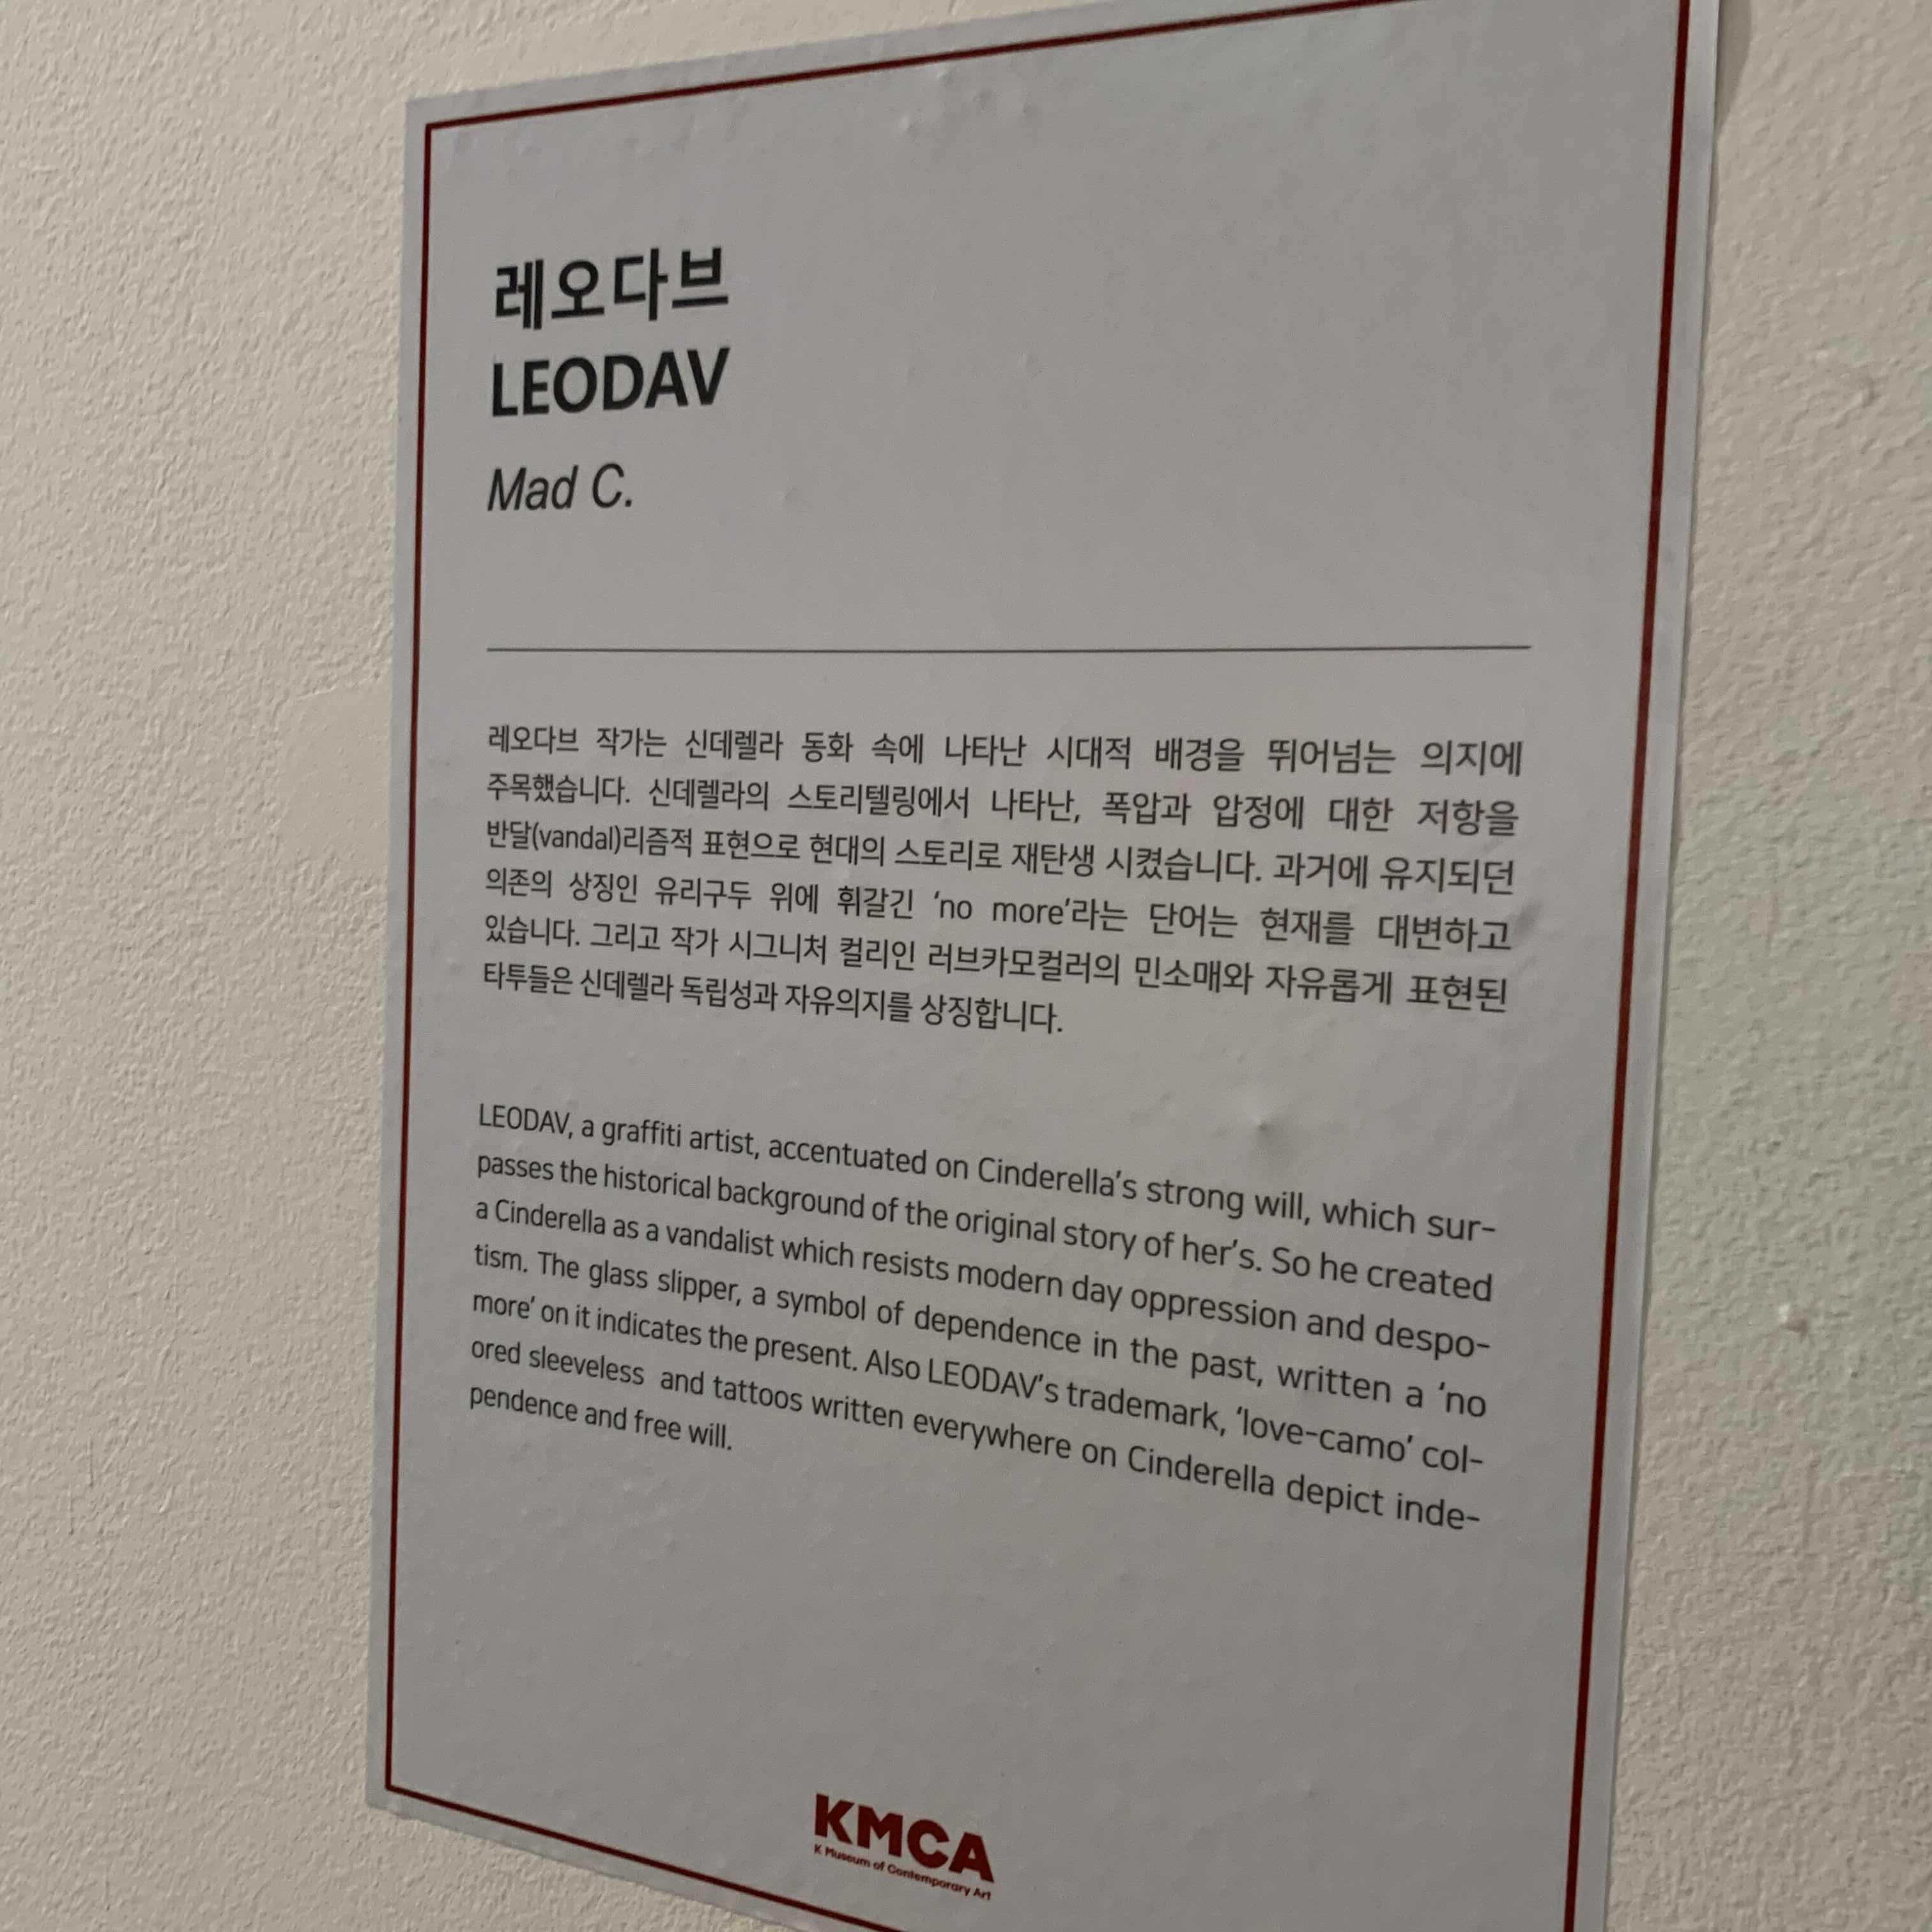 레오다브
LEODAV
Mad C.
레오다브 작가는 신데렐라 동화 속에 나타난 시대적 배경을 뛰어넘는 의지에
주목했습니다. 신데렐라의 스토리텔링에서 나타난, 폭압과 압정에 대한 저항을
반달(vandal)리즘적 표현으로 현대의 스토리로 재탄생 시켰습니다. 과거에 유지되던
의존의 상징인 유리구두 위에 휘갈긴 ‘no more’라는 단어는 현재를 대변하고
있습니다. 그리고 작가 시그니처 컬리인 러브카모컬러의 민소매와 자유롭게 표현된
타투들은 신데렐라 독립성과 자유의지를 상징합니다.
LEODAV, a graffiti artist, accentuated on Cinderella’s strong will, which sur-
passes the historical background of the original story of her’s. So he created
a Cinderella as a vandalist which resists modern day oppression and despo-
tism. The glass slipper, a symbol of dependence in the past, written a ‘no
more’ on it indicates the present. Also LEODAV’s trademark, ‘love-camo’ col-
ored sleeveless and tattoos written everywhere on Cinderella depict inde-
pendence and free will.
KMCA
K Museum of Contemporary Art